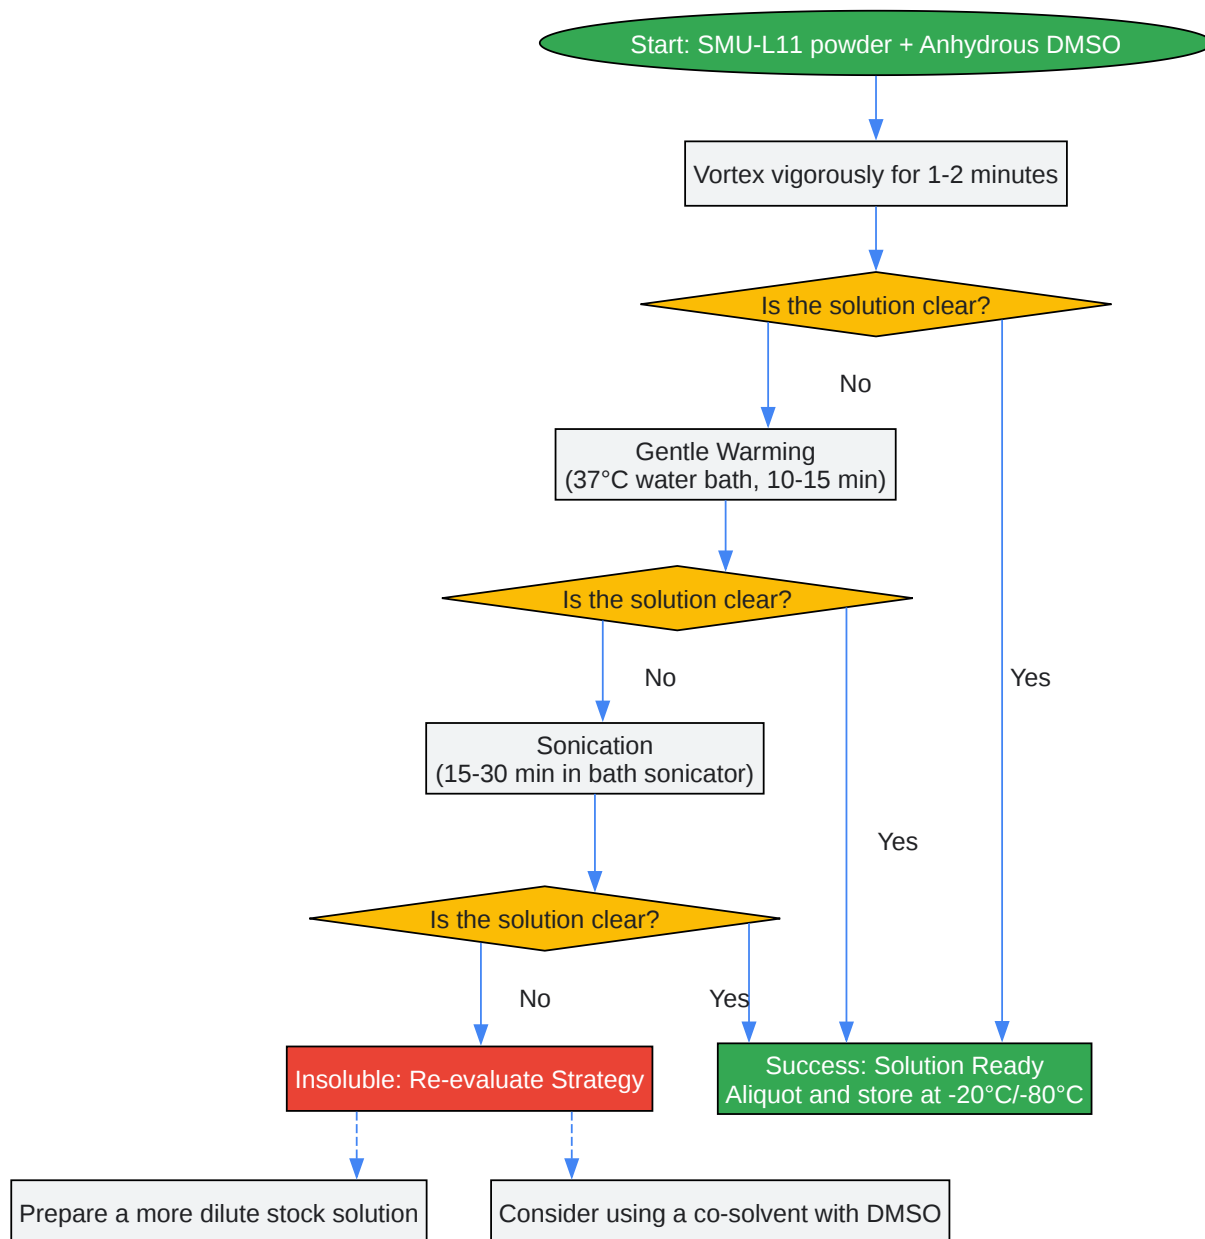 Start: SMU-L11 powder + Anhydrous DMSO
Vortex vigorously for 1-2 minutes
Is the solution clear?
No
Gentle Warming
(37°C water bath, 10-15 min)
Is the solution clear?
No
Yes
Sonication
(15-30 min in bath sonicator)
Yes
Is the solution clear?
No
Yes
Insoluble: Re-evaluate Strategy
Success: Solution Ready
Aliquot and store at -20°C/-80°C
Prepare a more dilute stock solution
Consider using a co-solvent with DMSO